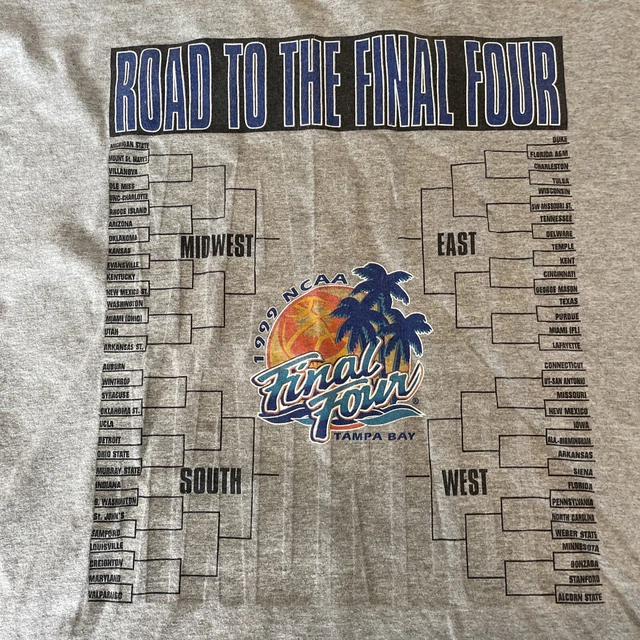 ROAD TO THE FINAL FOUR
MICHIGAN STATE
MOUNT ST. MARY'S
VILLANOVA
OLE MISS
UNC-CHARLOTTE
RHODE ISLAND
ARIZONA
OKLAHOMA
KANSAS
EVANSVILLE
KENTUCKY
NEW MEXICO ST.
WASHINGTON
MIAMI (OHIO)
UTAH
ARKANSAS ST.
MIDWEST
DUKE
FLORIDA A&M
CHARLESTON
TULSA
WISCONSIN
SW MISSOURI ST.
TENNESSEE
DELAWARE
TEMPLE
KENT
CINCINNATI
GEORGE MASON
TEXAS
PURDUE
MIAMI (FL)
LAFAYETTE
EAST
1999 NCAA
Final
Four
®
TAMPA BAY
AUBURN
WINTHROP
SYRACUSE
OKLAHOMA ST.
UCLA
DETROIT
OHIO STATE
MURRAY STATE
INDIANA
G. WASHINGTON
ST. JOHN'S
SAMFORD
LOUISVILLE
CREIGHTON
MARYLAND
VALPARAISO
SOUTH
CONNECTICUT
UT-SAN ANTONIO
MISSOURI
NEW MEXICO
IOWA
ALA.-BIRMINGHAM
ARKANSAS
SIENA
FLORIDA
PENNSYLVANIA
NORTH CAROLINA
WEBER STATE
MINNESOTA
GONZAGA
STANFORD
ALCORN STATE
WEST